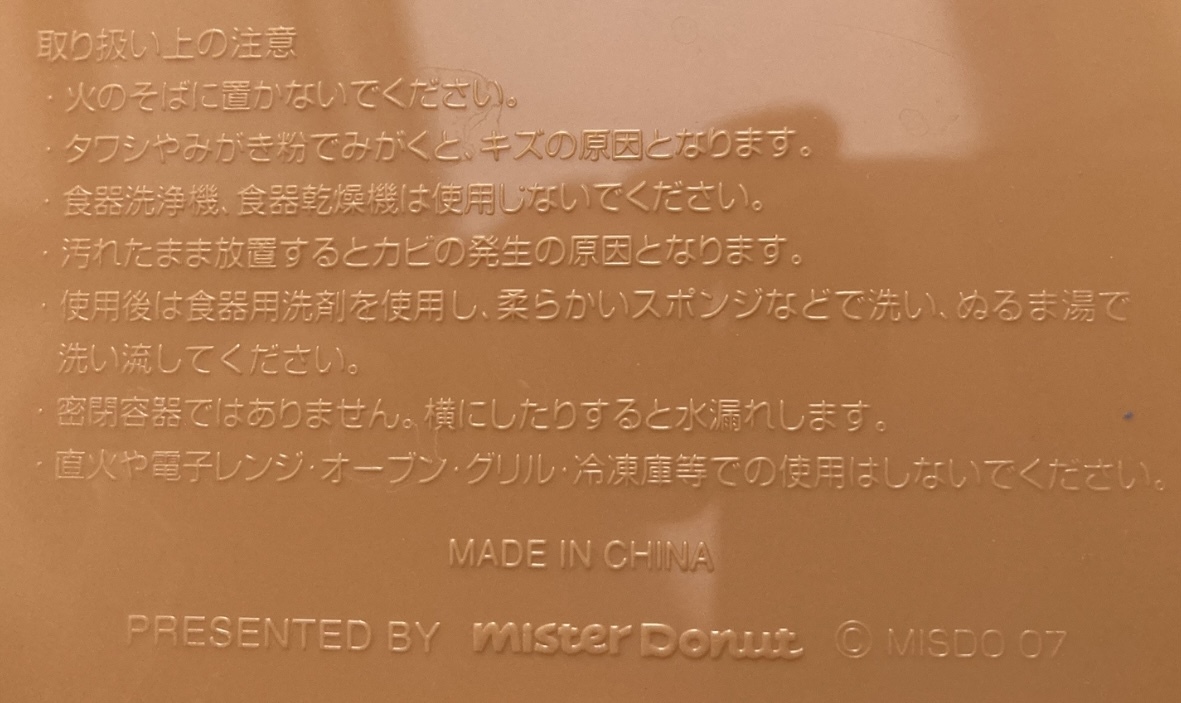 取り扱い上の注意
・火のそばに置かないでください。
・タワシやみがき粉でみがくと、キズの原因となります。
・食器洗浄機、食器乾燥機は使用しないでください。
・汚れたまま放置するとカビの発生の原因となります。
・使用後は食器用洗剤を使用し、柔らかいスポンジなどで洗い、ぬるま湯で
洗い流してください。
・密閉容器ではありません。横にしたりすると水漏れします。
・直火や電子レンジ・オーブン・グリル・冷凍庫等での使用はしないでください。
MADE IN CHINA
PRESENTED BY mister Donut © MISDO 07